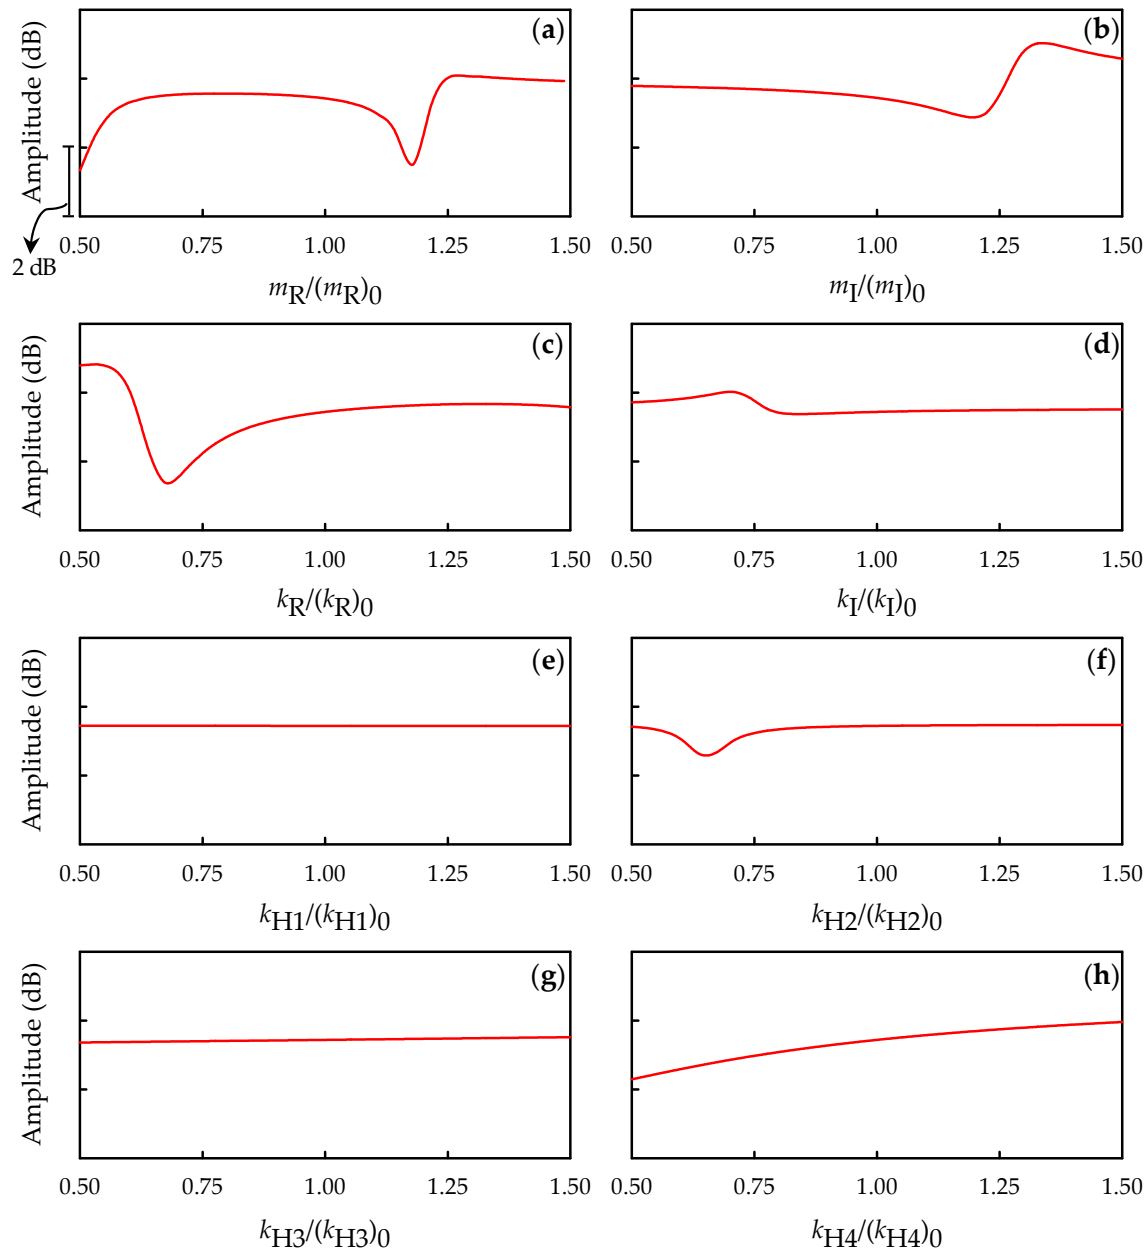 (a)
(b)
Amplitude (dB)
2 dB
0.50 0.75 1.00 1.25 1.50
0.50 0.75 1.00 1.25 1.50
mR/(mR)0
mI/(mI)0
(c)
(d)
Amplitude (dB)
0.50 0.75 1.00 1.25 1.50
0.50 0.75 1.00 1.25 1.50
kR/(kR)0
kI/(kI)0
(e)
(f)
Amplitude (dB)
0.50 0.75 1.00 1.25 1.50
0.50 0.75 1.00 1.25 1.50
kH1/(kH1)0
kH2/(kH2)0
(g)
(h)
Amplitude (dB)
0.50 0.75 1.00 1.25 1.50
0.50 0.75 1.00 1.25 1.50
kH3/(kH3)0
kH4/(kH4)0